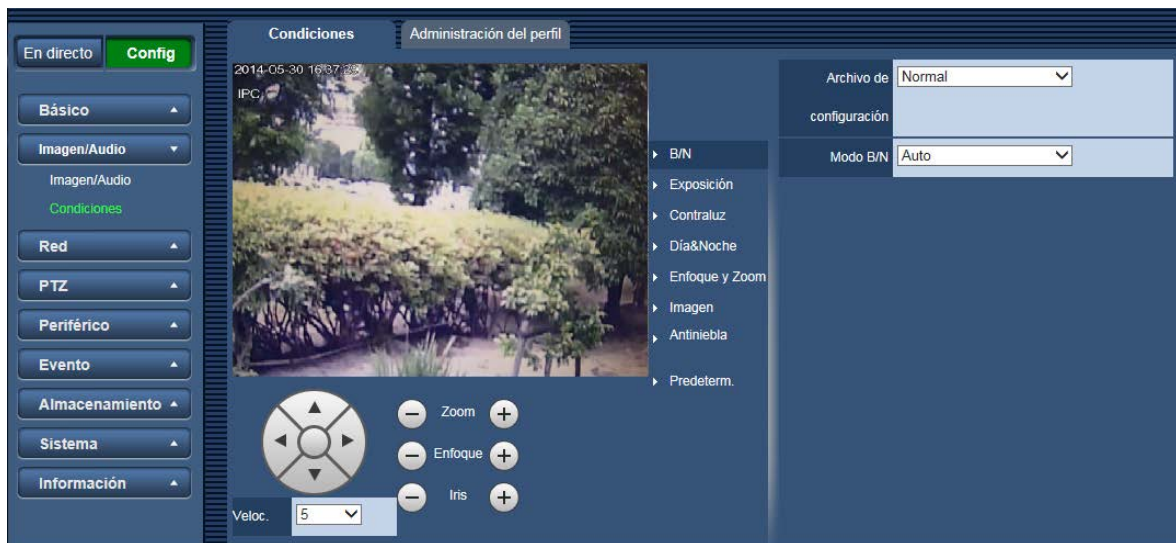 Condiciones
Administración del perfil
En directo
Config
Básico
Imagen/Audio
Imagen/Audio
Condiciones
Red
PTZ
Periférico
Evento
Almacenamiento
Sistema
Información
2014-05-30 16:37:
IPC
B/N
Exposición
Contraluz
Día&Noche
Enfoque y Zoom
Imagen
Antiniebla
Predeterm.
Zoom
Enfoque
Iris
Veloc.
5
Archivo de
configuración
Normal
Modo B/N
Auto